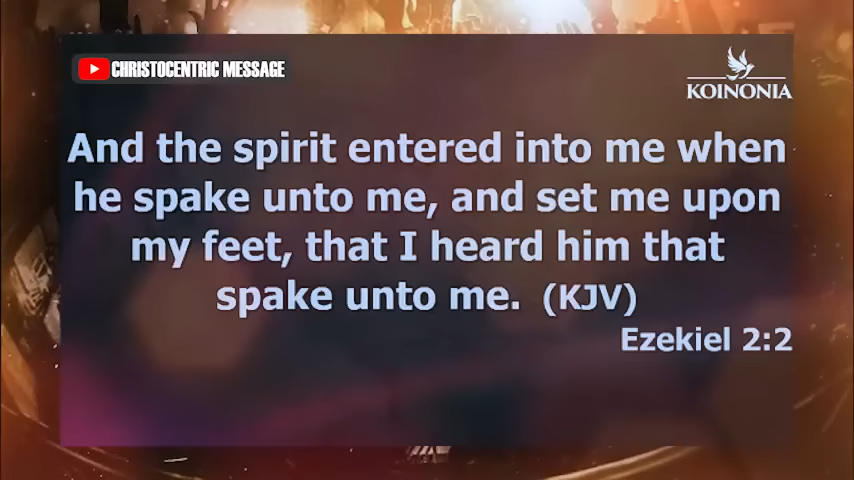 CHRISTOCENTRIC MESSAGE
KOINONIA
And the spirit entered into me when
he spake unto me, and set me upon
my feet, that I heard him that
spake unto me. (KJV)
Ezekiel 2:2